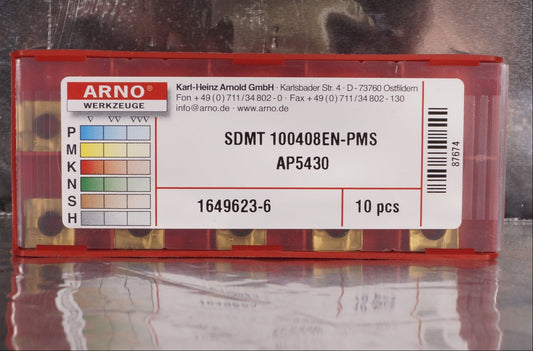 ARNO®
WERKZEUGE
Karl-Heinz Arnold GmbH · Karlsbader Str. 4 · D - 73760 Ostfildern
Fon +49 (0) 711/34 802 - 0 · Fax +49 (0) 711/34 802 - 130
info@arno.de · www.arno.de
▽ ▽▽ ▽▽▽
P
M
K
N
S
H
SDMT 100408EN-PMS
AP5430
1649623-6
10 pcs
87674